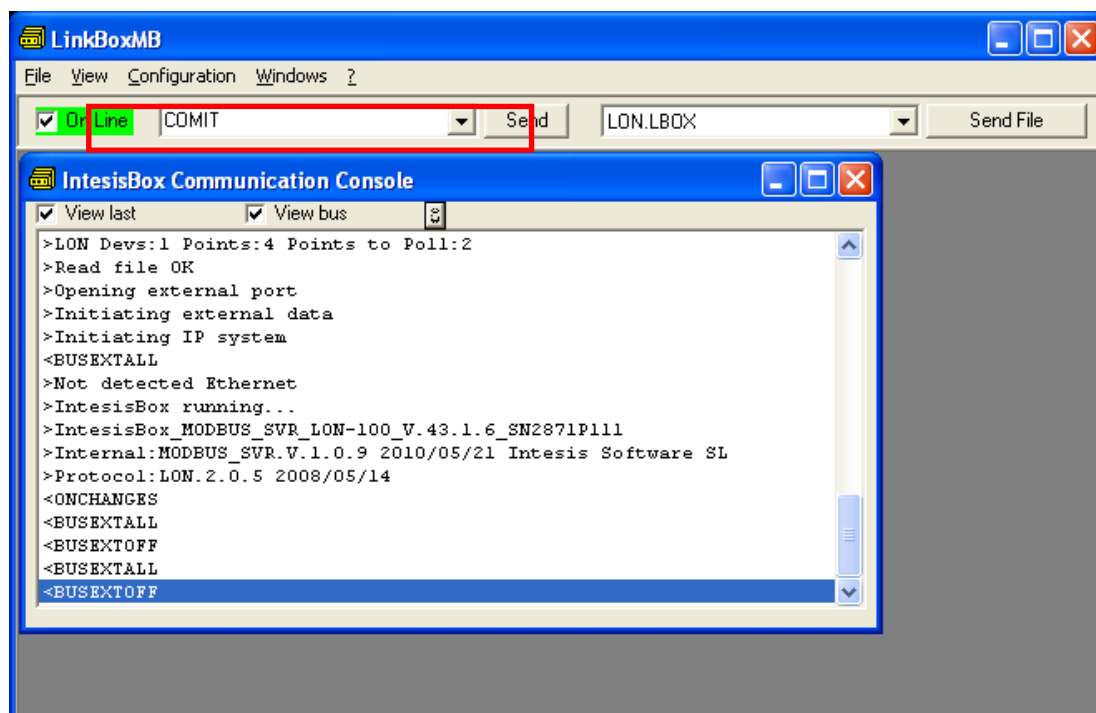 LinkBoxMB
File View Configuration Windows ?
On Line COMIT Send LON.LBOX Send File
IntesisBox Communication Console
View last View bus
>LON Devs:1 Points:4 Points to Poll:2
>Read file OK
>Opening external port
>Initiating external data
>Initiating IP system
<BUSEXTALL
>Not detected Ethernet
>IntesisBox running...
>IntesisBox_MODBUS_SVR_LON-100_V.43.1.6_SN2871P111
>Internal:MODBUS_SVR.V.1.0.9 2010/05/21 Intesis Software SL
>Protocol:LON.2.0.5 2008/05/14
<ONCHANGES
<BUSEXTALL
<BUSEXTOFF
<BUSEXTALL
<BUSEXTOFF